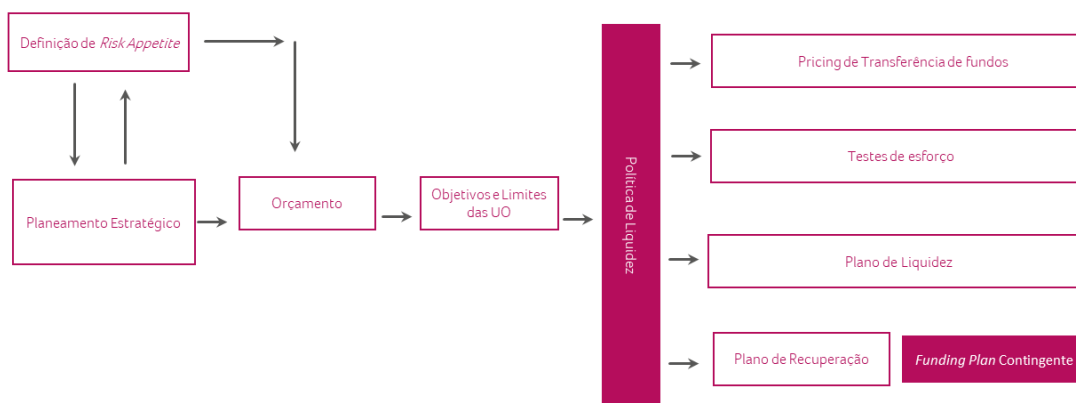 Definição de Risk Appetite
Planeamento Estratégico
Orçamento
Objetivos e Limites
das UO
Política de Liquidez
Pricing de Transferência de fundos
Testes de esforço
Plano de Liquidez
Plano de Recuperação
Funding Plan Contingente